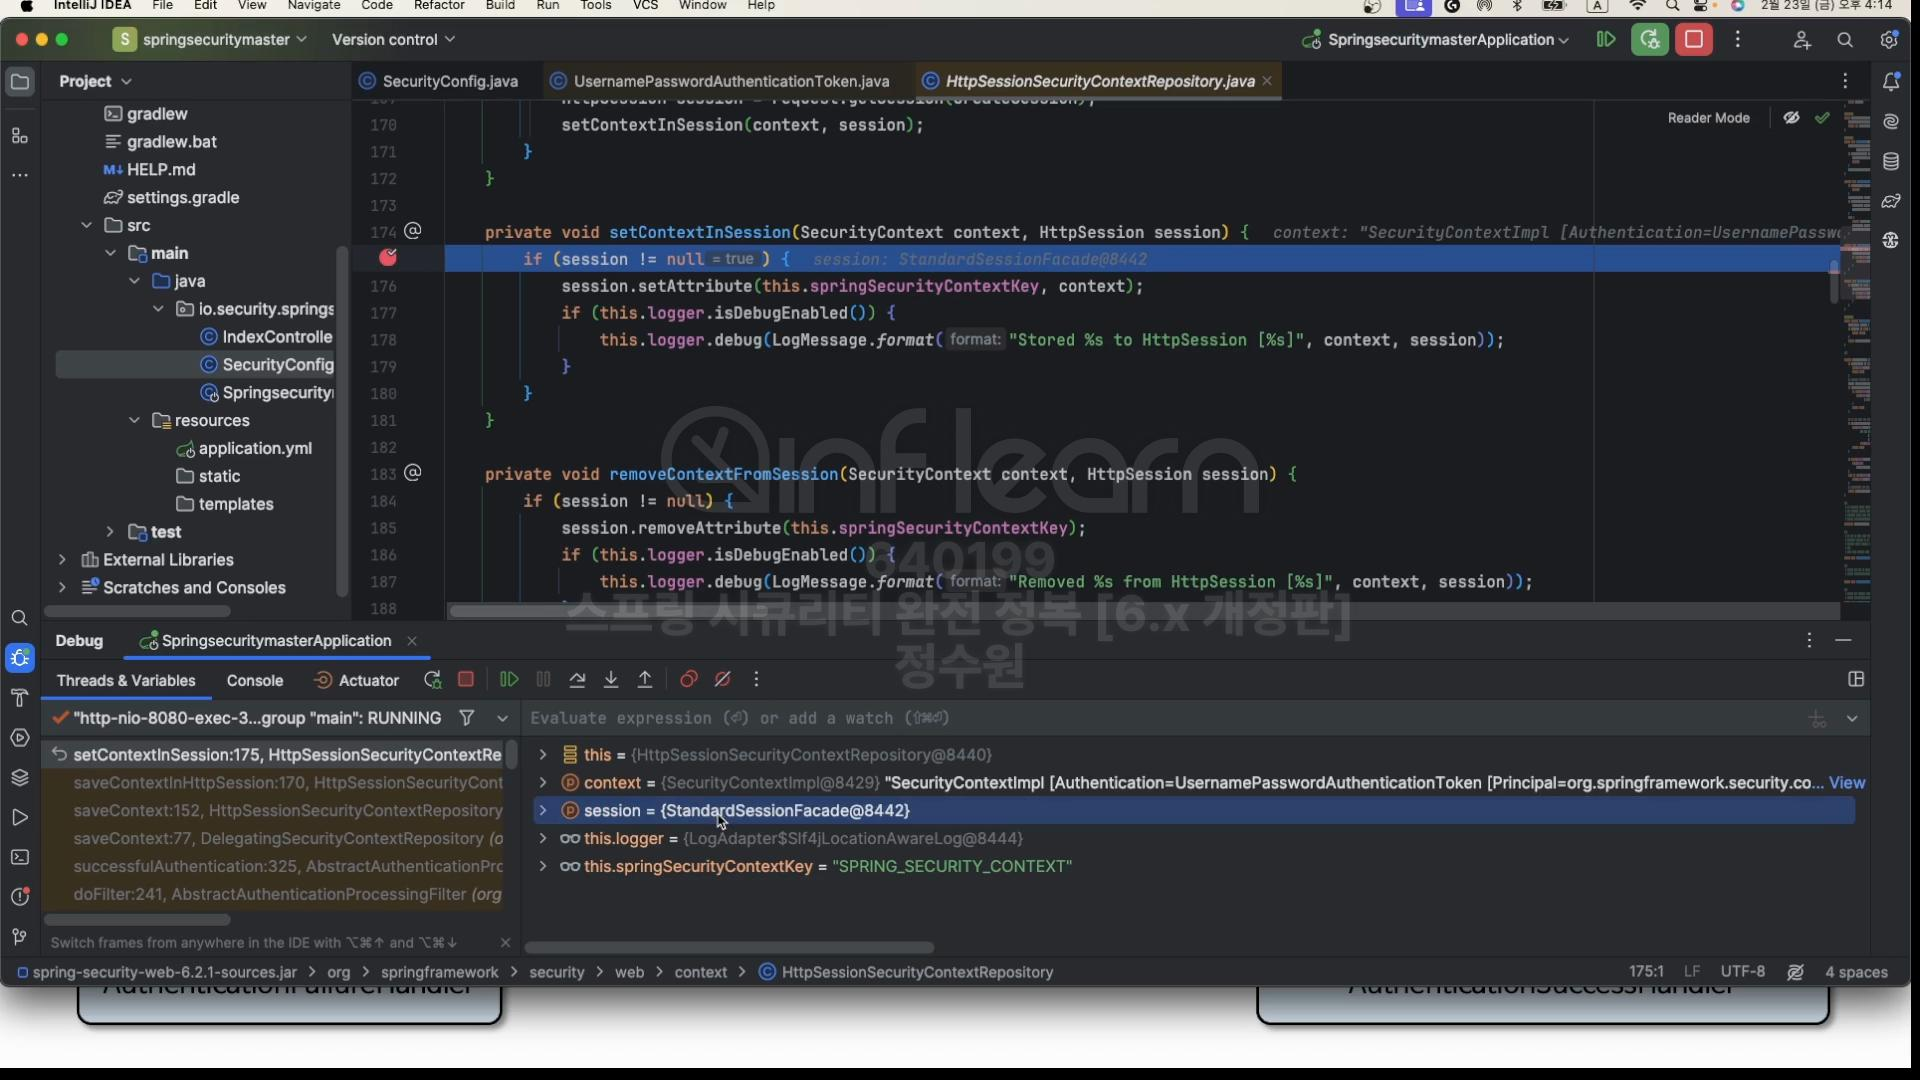 IntelliJ IDEA File Edit View Navigate Code Refactor Build Run Tools VCS Window Help A 2월 23일 (금) 오후 4:14
S springsecuritymaster Version control SpringsecuritymasterApplication
Project SecurityConfig.java UsernamePasswordAuthenticationToken.java HttpSessionSecurityContextRepository.java
Reader Mode
gradlew
gradlew.bat
HELP.md
settings.gradle
src
main
java
io.security.springs
IndexControlle
SecurityConfig
Springsecurity
resources
application.yml
static
templates
test
External Libraries
Scratches and Consoles
170 setContextInSession(context, session);
171 }
172 }
173
174 @ private void setContextInSession(SecurityContext context, HttpSession session) { context: "SecurityContextImpl [Authentication=UsernamePassw
if (session != null = true ) { session: StandardSessionFacade@8442
176 session.setAttribute(this.springSecurityContextKey, context);
177 if (this.logger.isDebugEnabled()) {
178 this.logger.debug(LogMessage.format( format: "Stored %s to HttpSession [%s]", context, session));
179 }
180 }
181 }
182
183 @ private void removeContextFromSession(SecurityContext context, HttpSession session) {
184 if (session != null) {
185 session.removeAttribute(this.springSecurityContextKey);
186 if (this.logger.isDebugEnabled()) {
187 this.logger.debug(LogMessage.format( format: "Removed %s from HttpSession [%s]", context, session));
188
inflearn
640199
스프링 시큐리티 완전 정복 [6.x 개정판]
정수원
Debug SpringsecuritymasterApplication
Threads & Variables Console Actuator
"http-nio-8080-exec-3...group "main": RUNNING
Evaluate expression (⏎) or add a watch (⇧⌘⏎)
setContextInSession:175, HttpSessionSecurityContextRe
saveContextInHttpSession:170, HttpSessionSecurityCont
saveContext:152, HttpSessionSecurityContextRepository
saveContext:77, DelegatingSecurityContextRepository (o
successfulAuthentication:325, AbstractAuthenticationPrc
doFilter:241, AbstractAuthenticationProcessingFilter (org
this = {HttpSessionSecurityContextRepository@8440}
context = {SecurityContextImpl@8429} "SecurityContextImpl [Authentication=UsernamePasswordAuthenticationToken [Principal=org.springframework.security.co... View
session = {StandardSessionFacade@8442}
this.logger = {LogAdapter$Slf4jLocationAwareLog@8444}
this.springSecurityContextKey = "SPRING_SECURITY_CONTEXT"
Switch frames from anywhere in the IDE with ⌥⌘↑ and ⌥⌘↓
spring-security-web-6.2.1-sources.jar > org > springframework > security > web > context > HttpSessionSecurityContextRepository 175:1 LF UTF-8 4 spaces
AuthenticationFailureHandler AuthenticationSuccessHandler